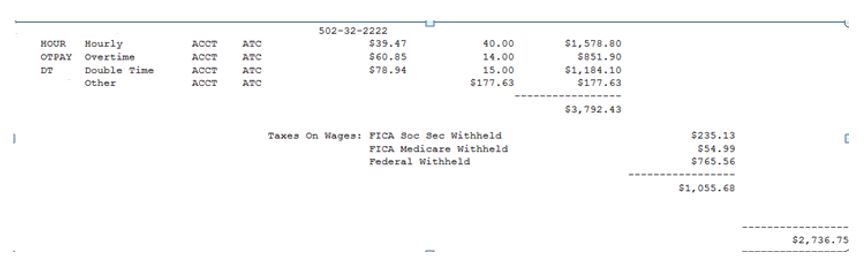 502-32-2222
HOUR Hourly ACCT ATC $39.47 40.00 $1,578.80
OTPAY Overtime ACCT ATC $60.85 14.00 $851.90
DT Double Time ACCT ATC $78.94 15.00 $1,184.10
Other ACCT ATC $177.63 $177.63
-----------------
$3,792.43
Taxes On Wages: FICA Soc Sec Withheld $235.13
FICA Medicare Withheld $54.99
Federal Withheld $765.56
-----------------
$1,055.68
-----------------
$2,736.75